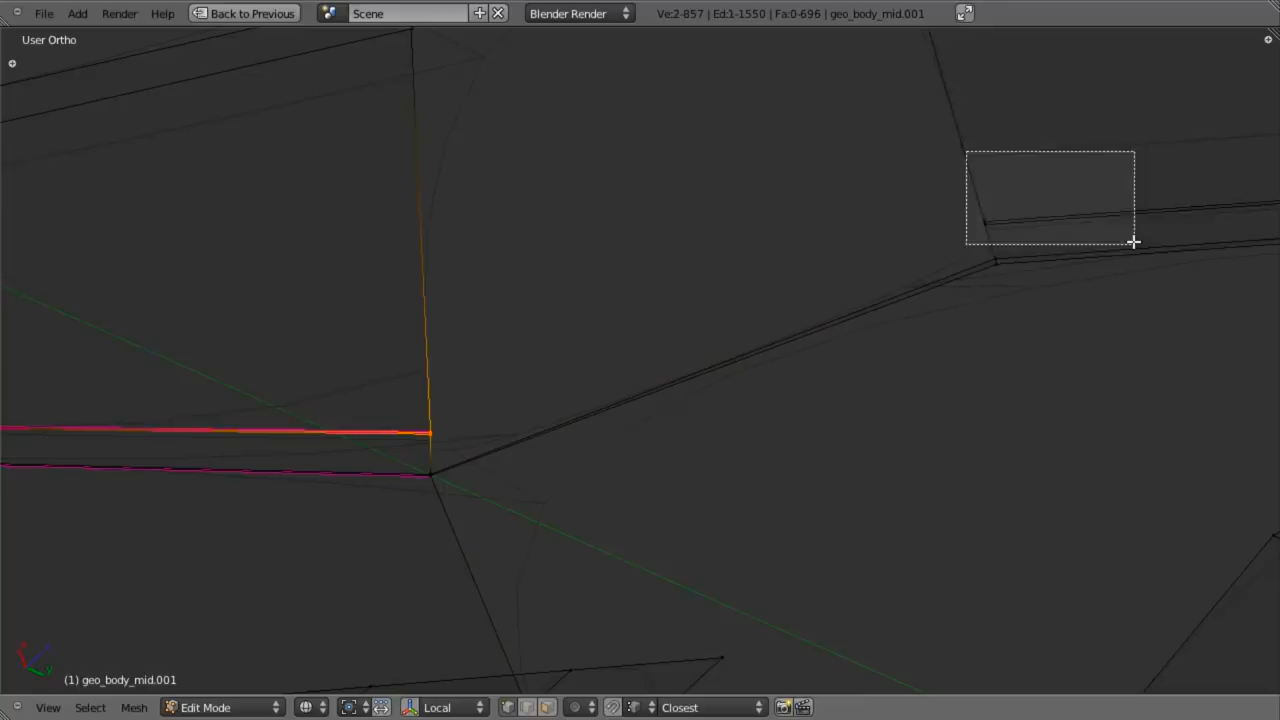 File Add Render Help Back to Previous Scene Blender Render Ve:2-857 | Ed:1-1550 | Fa:0-696 | geo_body_mid.001
User Ortho
(1) geo_body_mid.001
View Select Mesh Edit Mode Local Closest